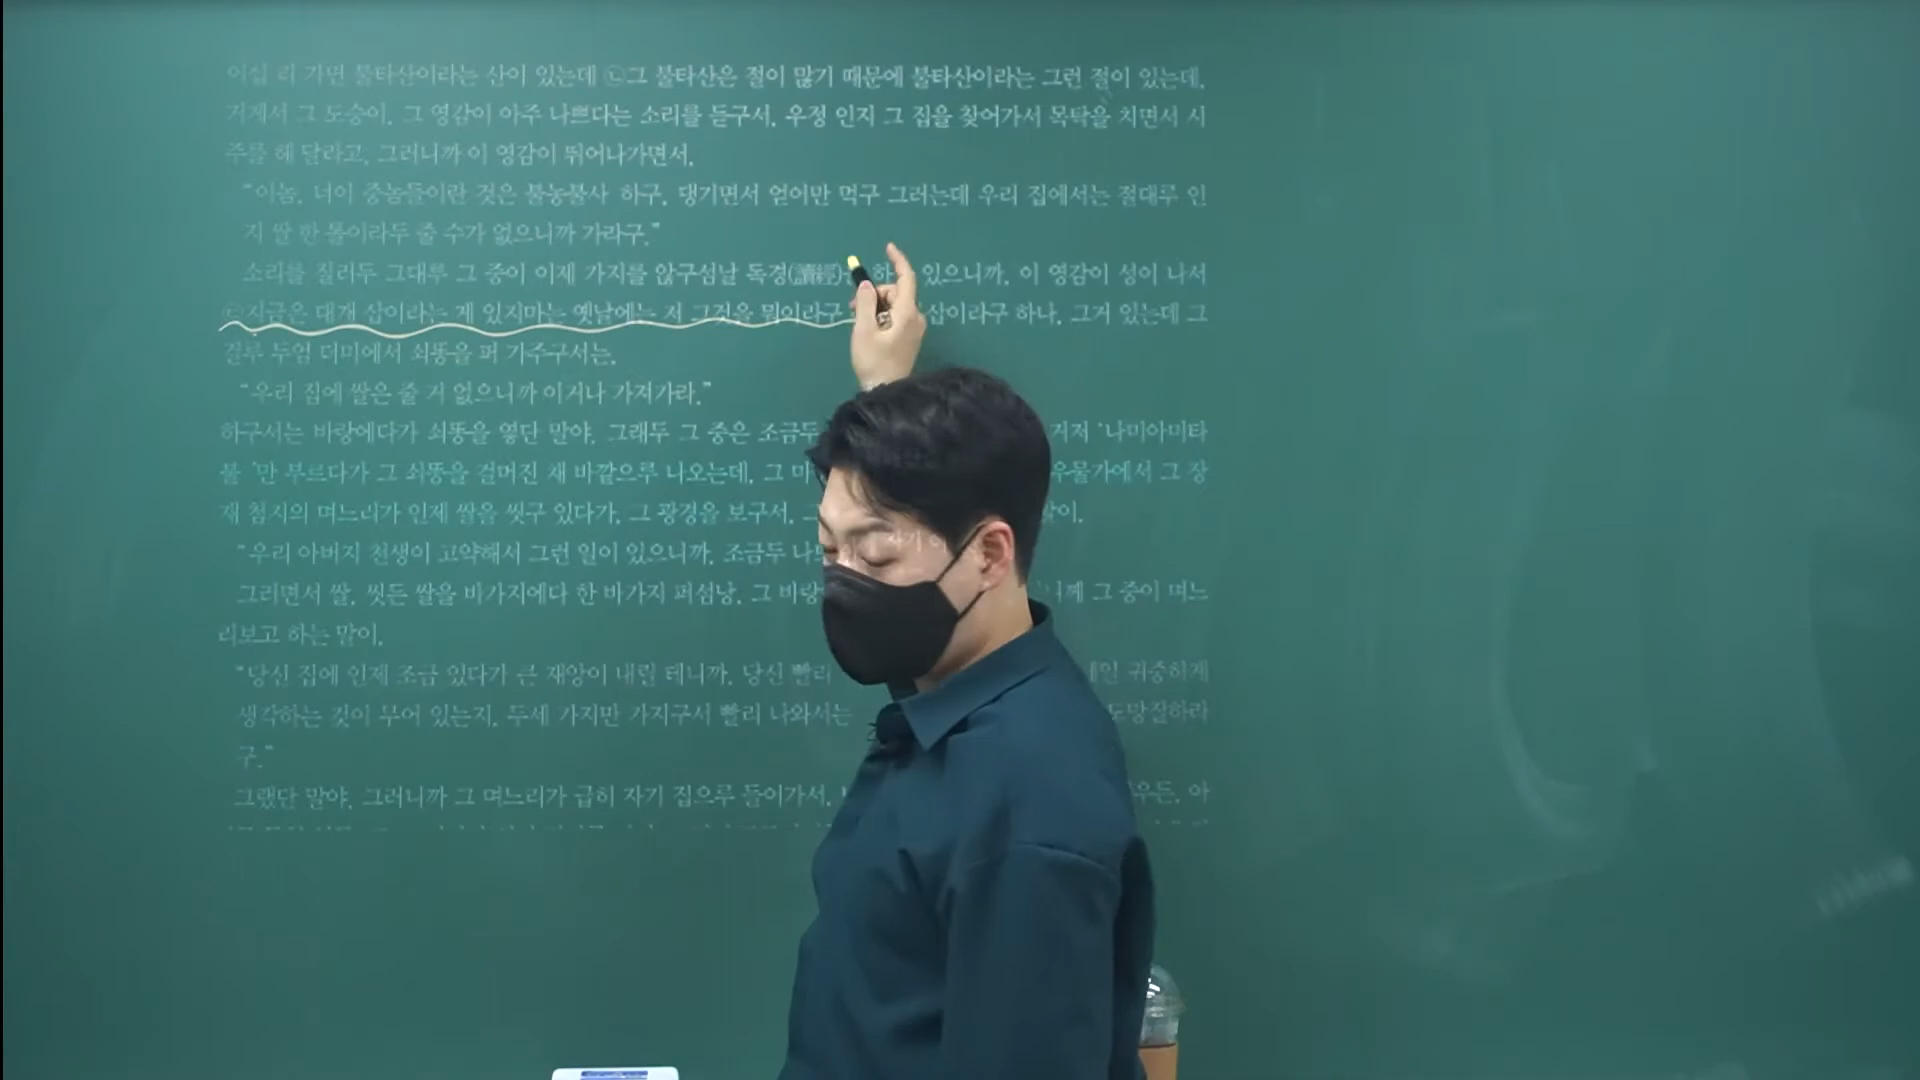 여십 리 가면 불타산이라는 산이 있는데 ㉡그 불타산은 절이 많기 때문에 불타산이라는 그런 절이 있는데,
거게서 그 도승이, 그 영감이 아주 나쁘다는 소리를 듣구서, 우정 인지 그 집을 찾어가서 목탁을 치면서 시
주를 해 달라고, 그러니까 이 영감이 뛰어나가면서,
“이놈, 너이 중놈들이란 것은 불농불사 하구, 댕기면서 얻어만 먹구 그러는데 우리 집에서는 절대루 인
지 쌀 한 톨이라두 줄 수가 없으니까 가라구.”
소리를 질러두 그대루 그 중이 이제 가지를 않구섬날 독경(讀經) 하 있으니까, 이 영감이 성이 나서
㉢지금은 대개 삽이라는 게 있지마는 옛날에는 저 그것을 뭐이라구 삽이라구 하나, 그거 있는데 그
걸루 두엄 더미에서 쇠똥을 퍼 가주구서는,
“우리 집에 쌀은 줄 거 없으니까 이거나 가져가라.”
하구서는 바랑에다가 쇠똥을 옇단 말야. 그래두 그 중은 조금두 거저 ‘나미아미타
불’만 부르다가 그 쇠똥을 걸머진 채 바깥으루 나오는데, 그 마 우물가에서 그 장
재 첨지의 며느리가 인제 쌀을 씻구 있다가, 그 광경을 보구서, 그 말이,
“우리 아버지 천생이 고약해서 그런 일이 있으니까, 조금두
그러면서 쌀, 씻든 쌀을 바가지에다 한 바가지 퍼섬낭, 그 바랑 니께 그 중이 며느
리보고 하는 말이,
“당신 집에 인제 조금 있다가 큰 재앙이 내릴 테니까, 당신 빨리 귀중하게
생각하는 것이 무어 있는지, 두세 가지만 가지구서 빨리 나와서는 도망질하라
구.”
그랬단 말야. 그러니까 그 며느리가 급히 자기 집으루 들이가서, 우든, 아